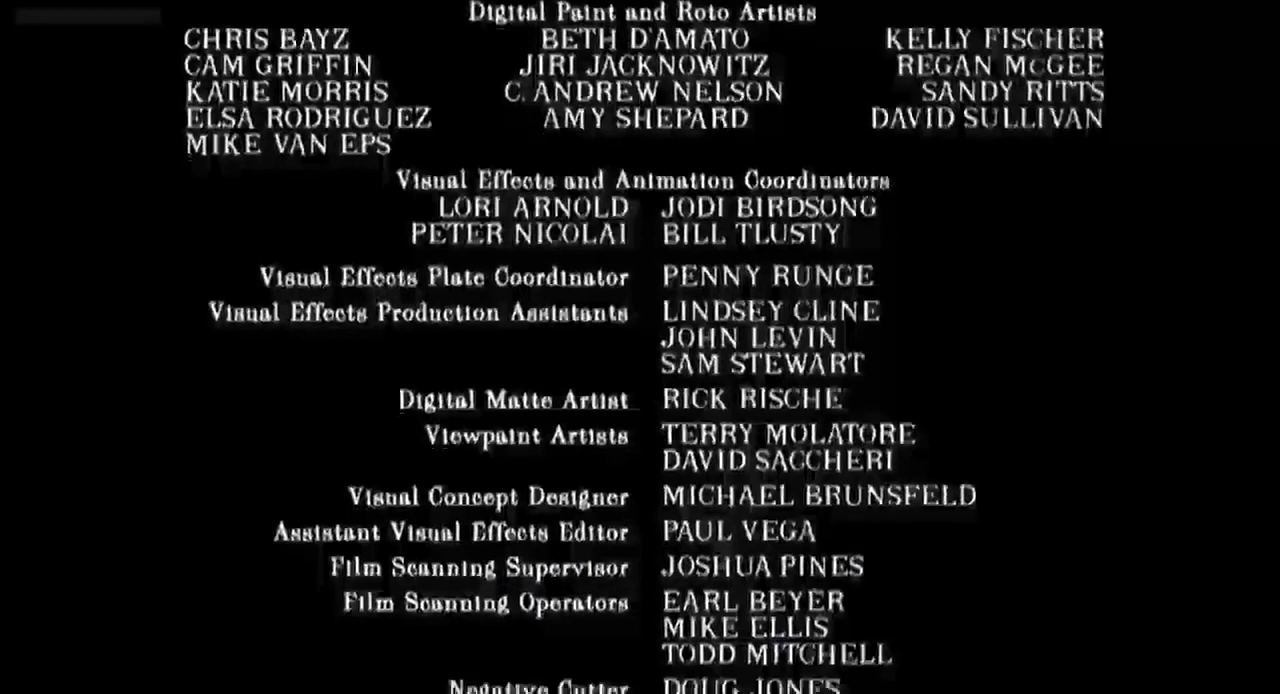 Digital Paint and Roto Artists
CHRIS BAYZ BETH D'AMATO KELLY FISCHER
CAM GRIFFIN JIRI JACKNOWITZ REGAN McGEE
KATIE MORRIS C. ANDREW NELSON SANDY RITTS
ELSA RODRIGUEZ AMY SHEPARD DAVID SULLIVAN
MIKE VAN EPS
Visual Effects and Animation Coordinators
LORI ARNOLD JODI BIRDSONG
PETER NICOLAI BILL TLUSTY
Visual Effects Plate Coordinator PENNY RUNGE
Visual Effects Production Assistants LINDSEY CLINE
JOHN LEVIN
SAM STEWART
Digital Matte Artist RICK RISCHE
Viewpaint Artists TERRY MOLATORE
DAVID SACCHERI
Visual Concept Designer MICHAEL BRUNSFELD
Assistant Visual Effects Editor PAUL VEGA
Film Scanning Supervisor JOSHUA PINES
Film Scanning Operators EARL BEYER
MIKE ELLIS
TODD MITCHELL
Negative Cutter DOUG JONES